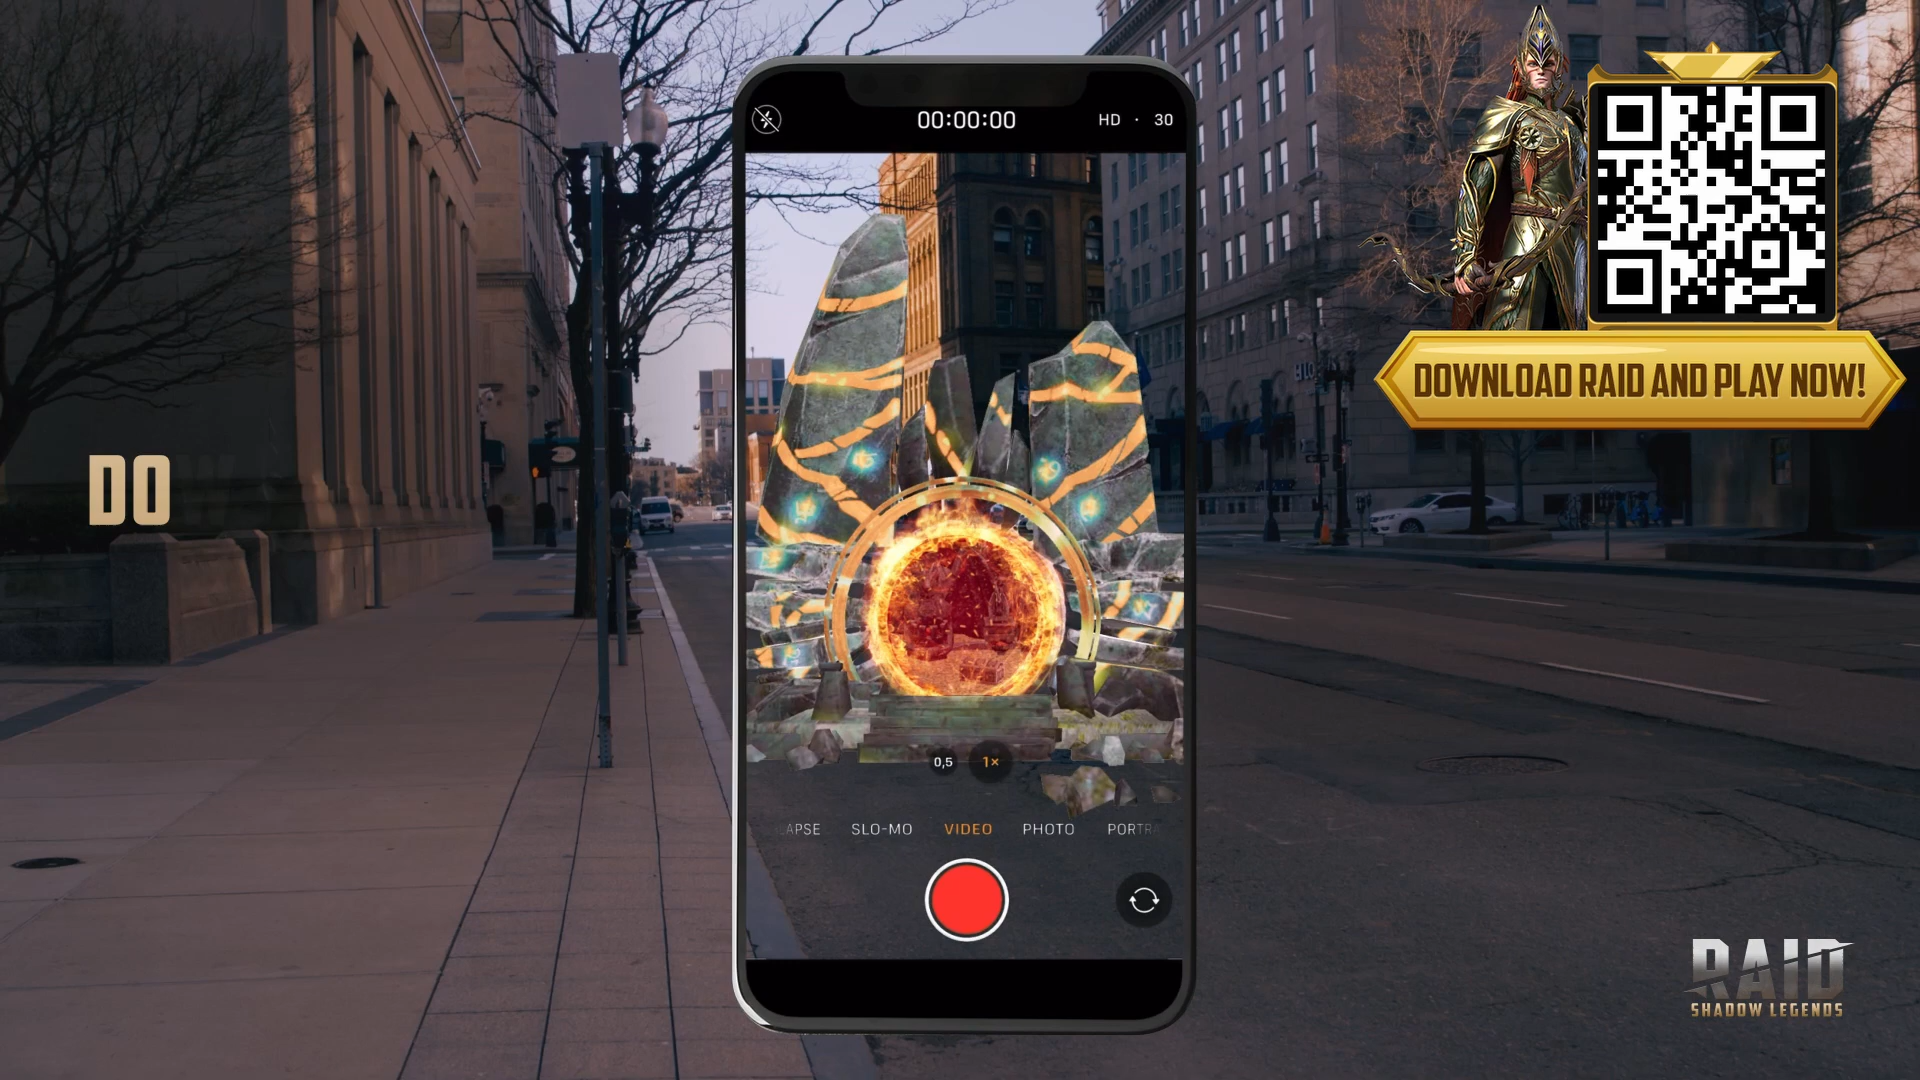 00:00:00
HD · 30
DOWNLOAD RAID AND PLAY NOW!
DO
0,5
1×
APSE SLO-MO VIDEO PHOTO PORTR
RAID
SHADOW LEGENDS